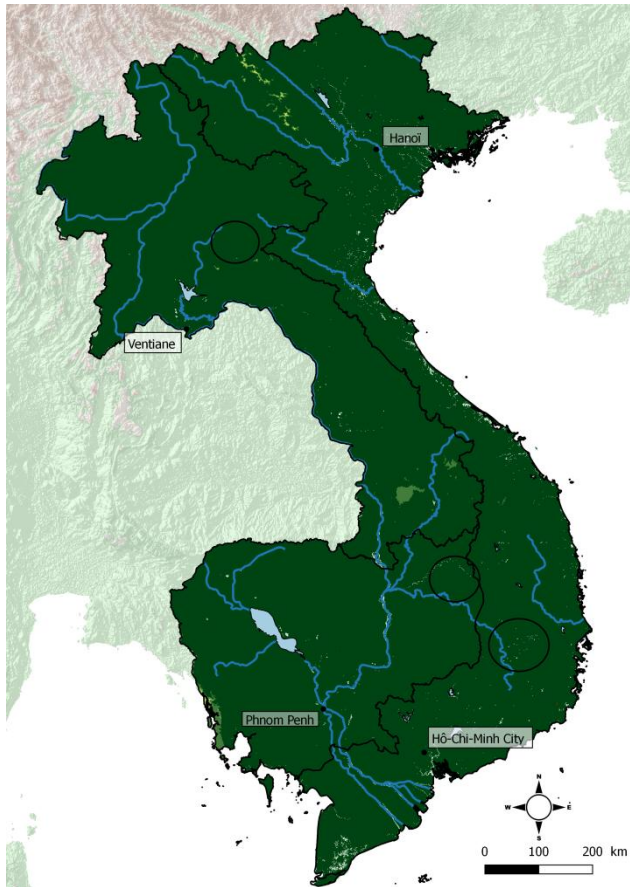 Hanoï
Ventiane
Phnom Penh
Hô-Chi-Minh City
N
W
E
S
0 100 200 km